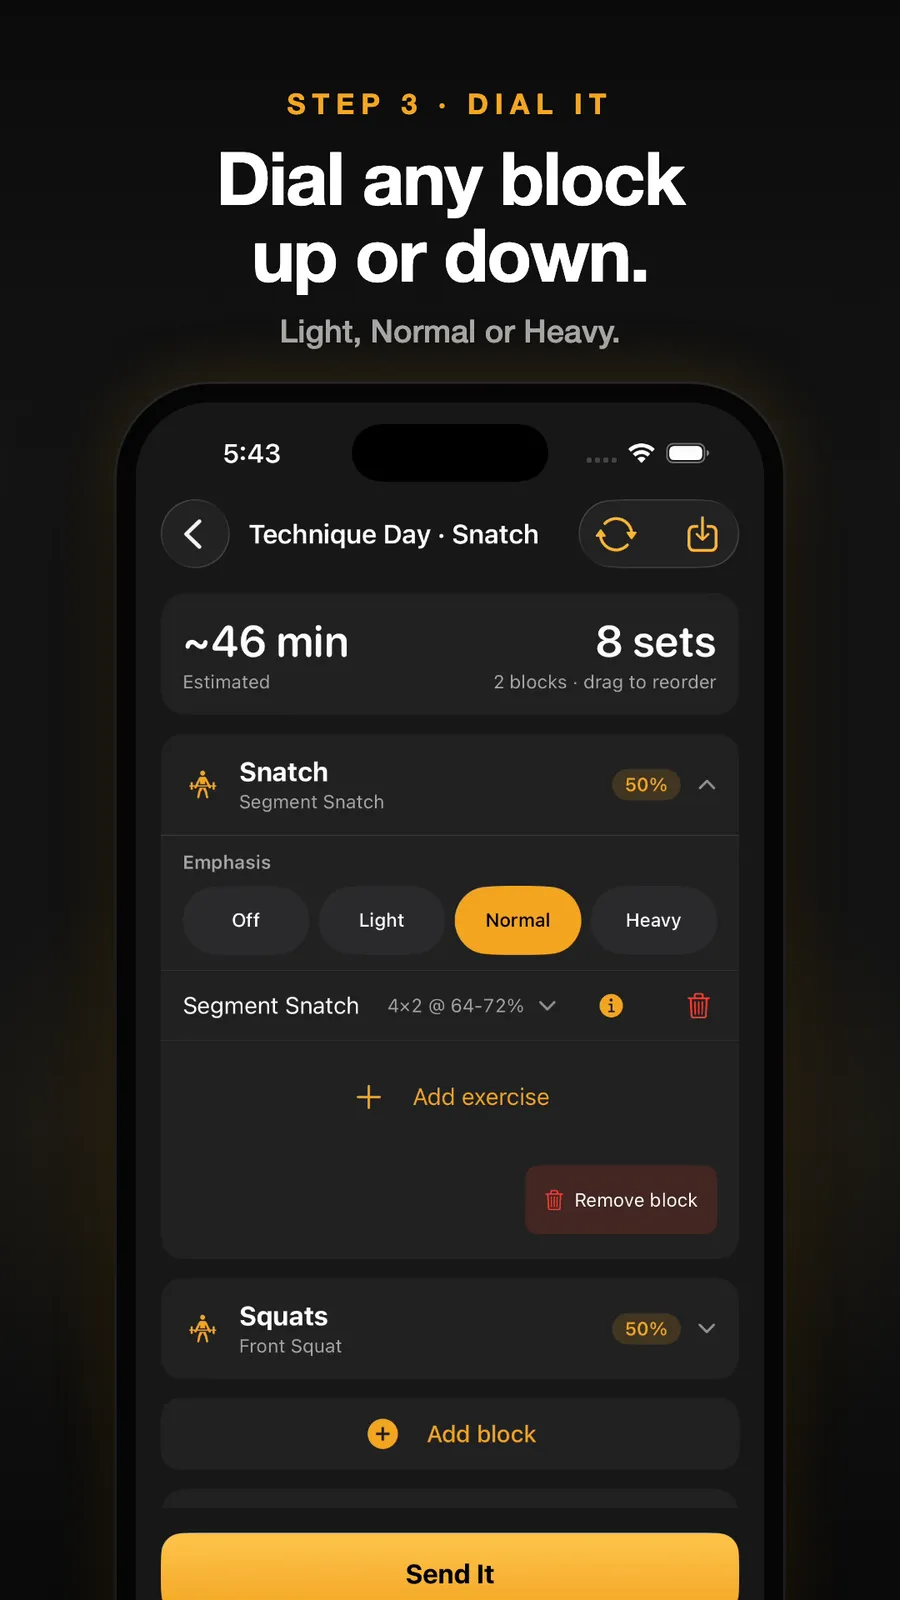 STEP 3 · DIAL IT
Dial any block
up or down.
Light, Normal or Heavy.
5:43
Technique Day · Snatch
~46 min
8 sets
Estimated
2 blocks · drag to reorder
Snatch
50%
Segment Snatch
Emphasis
Off
Light
Normal
Heavy
Segment Snatch
4×2 @ 64-72%
Add exercise
Remove block
Squats
50%
Front Squat
Add block
Send It